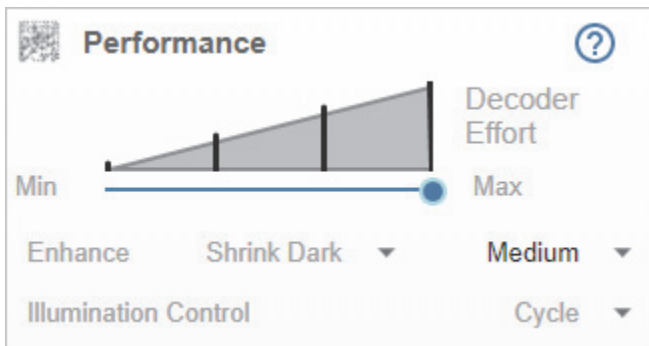 Performance ?
Decoder
Effort
Min Max
Enhance Shrink Dark Medium
Illumination Control Cycle